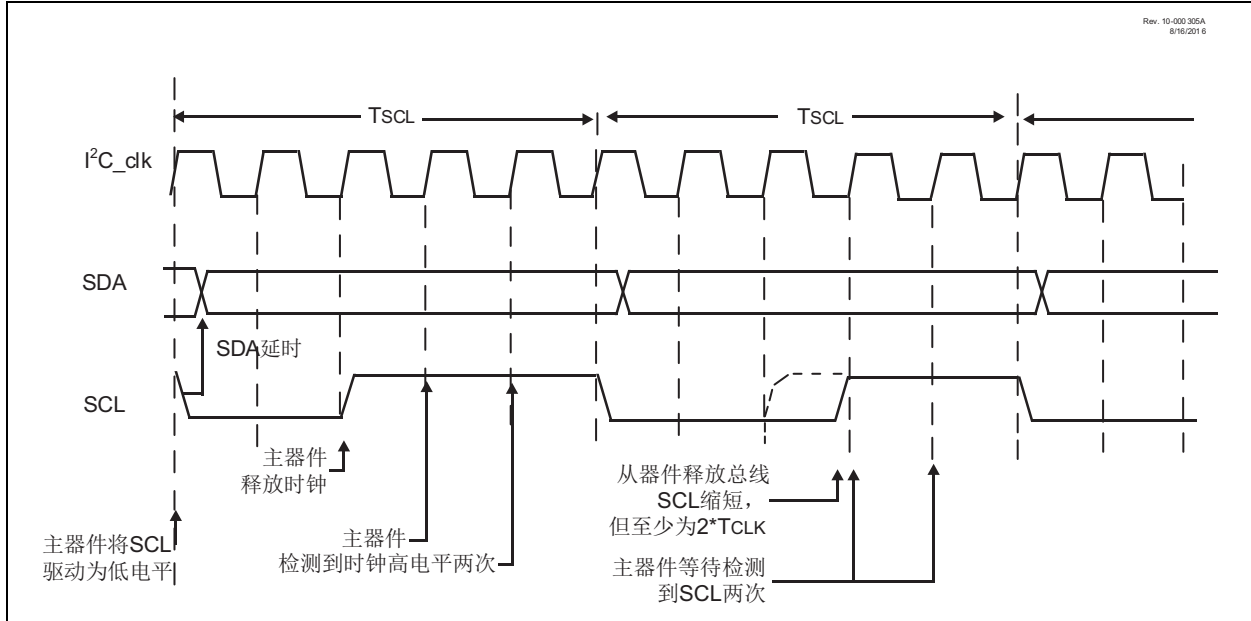 Rev. 10-000 305A
8/16/201 6
TSCL
TSCL
I²C_clk
SDA
SDA延时
SCL
主器件
释放时钟
从器件释放总线
SCL缩短，
但至少为2*TCLK
主器件将SCL
驱动为低电平
主器件
检测到时钟高电平两次
主器件等待检测
到SCL两次